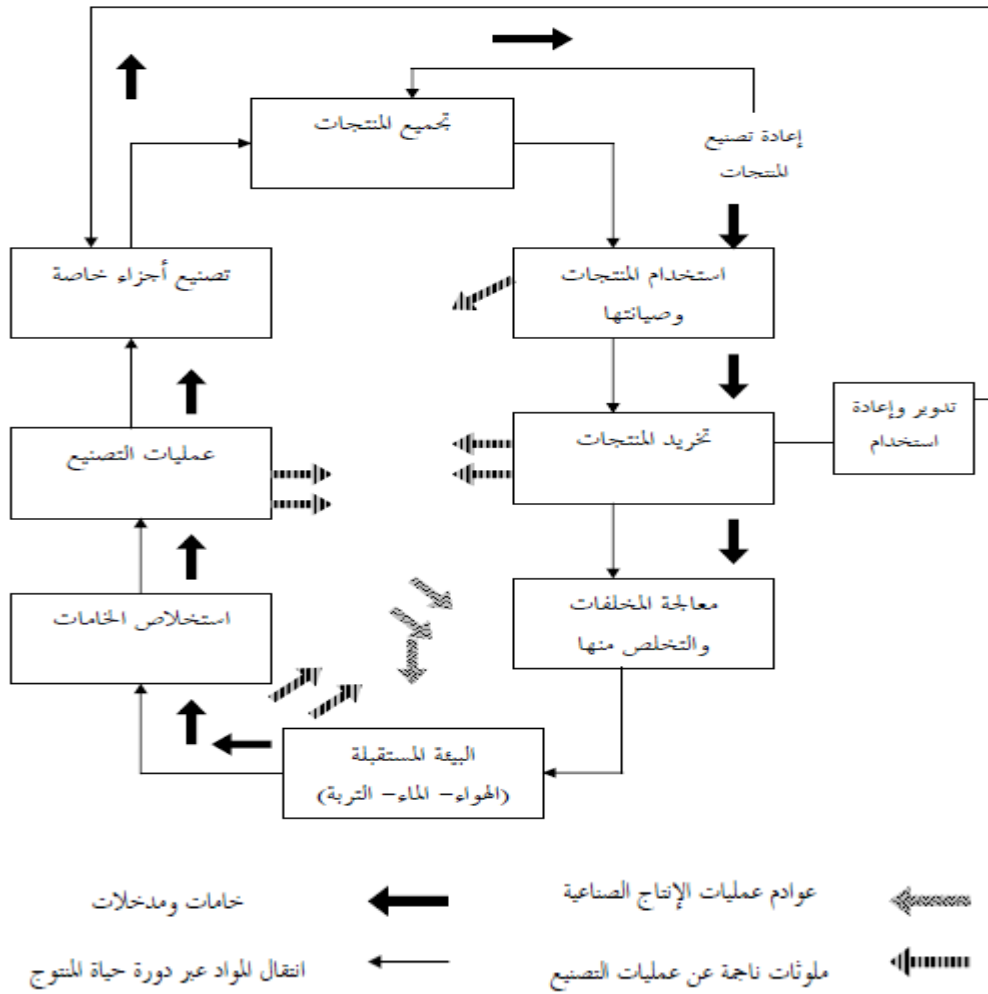 تجميع المنتجات
إعادة تصنيع
المنتجات
تصنيع أجزاء خاصة
استخدام المنتجات
وصيانتها
تدوير وإعادة
استخدام
عمليات التصنيع
تخريد المنتجات
استخلاص الخامات
معالجة المخلفات
والتخلص منها
البيئة المستقبلة
(الهواء- الماء- التربة)
عوادم عمليات الإنتاج الصناعية
خامات ومدخلات
ملوثات ناجمة عن عمليات التصنيع
انتقال المواد عبر دورة حياة المنتوج